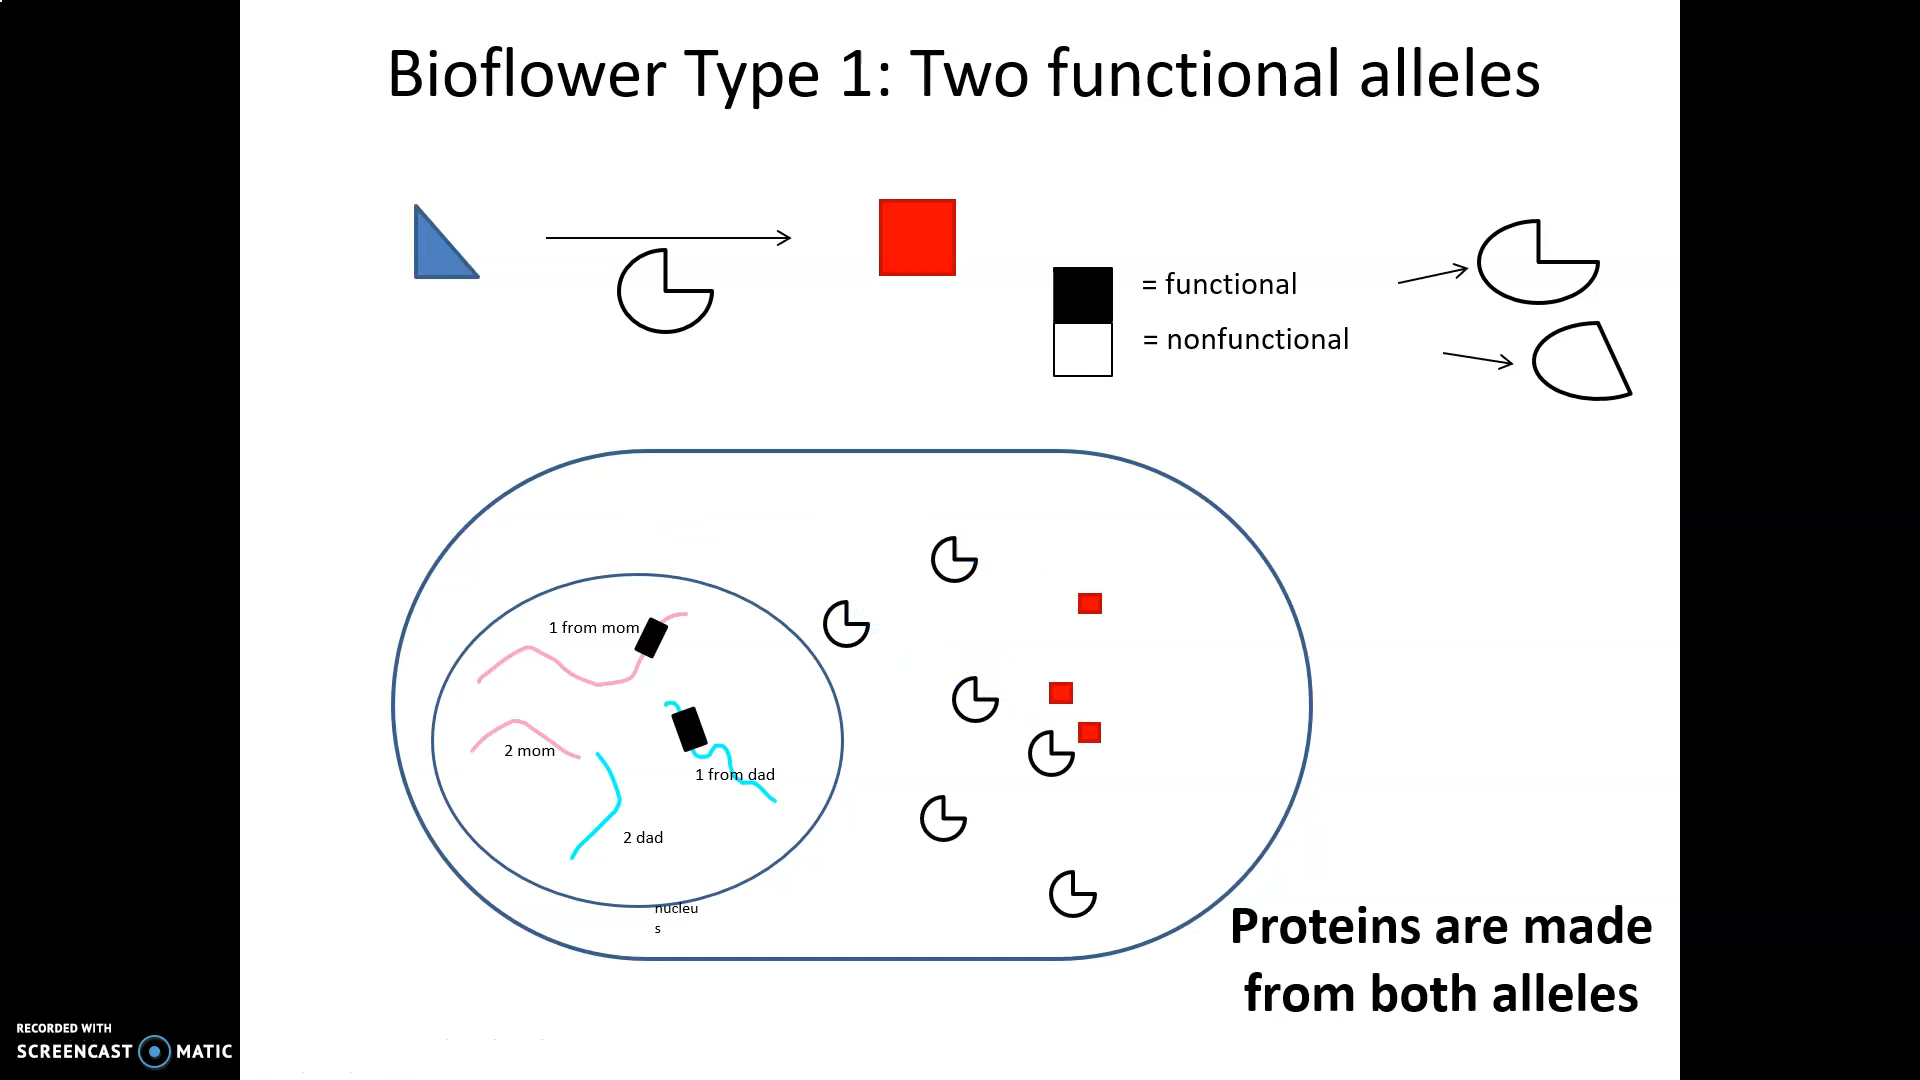 Bioflower Type 1: Two functional alleles
= functional
= nonfunctional
1 from mom
2 mom
1 from dad
2 dad
nucleu
s
Proteins are made
from both alleles
RECORDED WITH
SCREENCAST MATIC